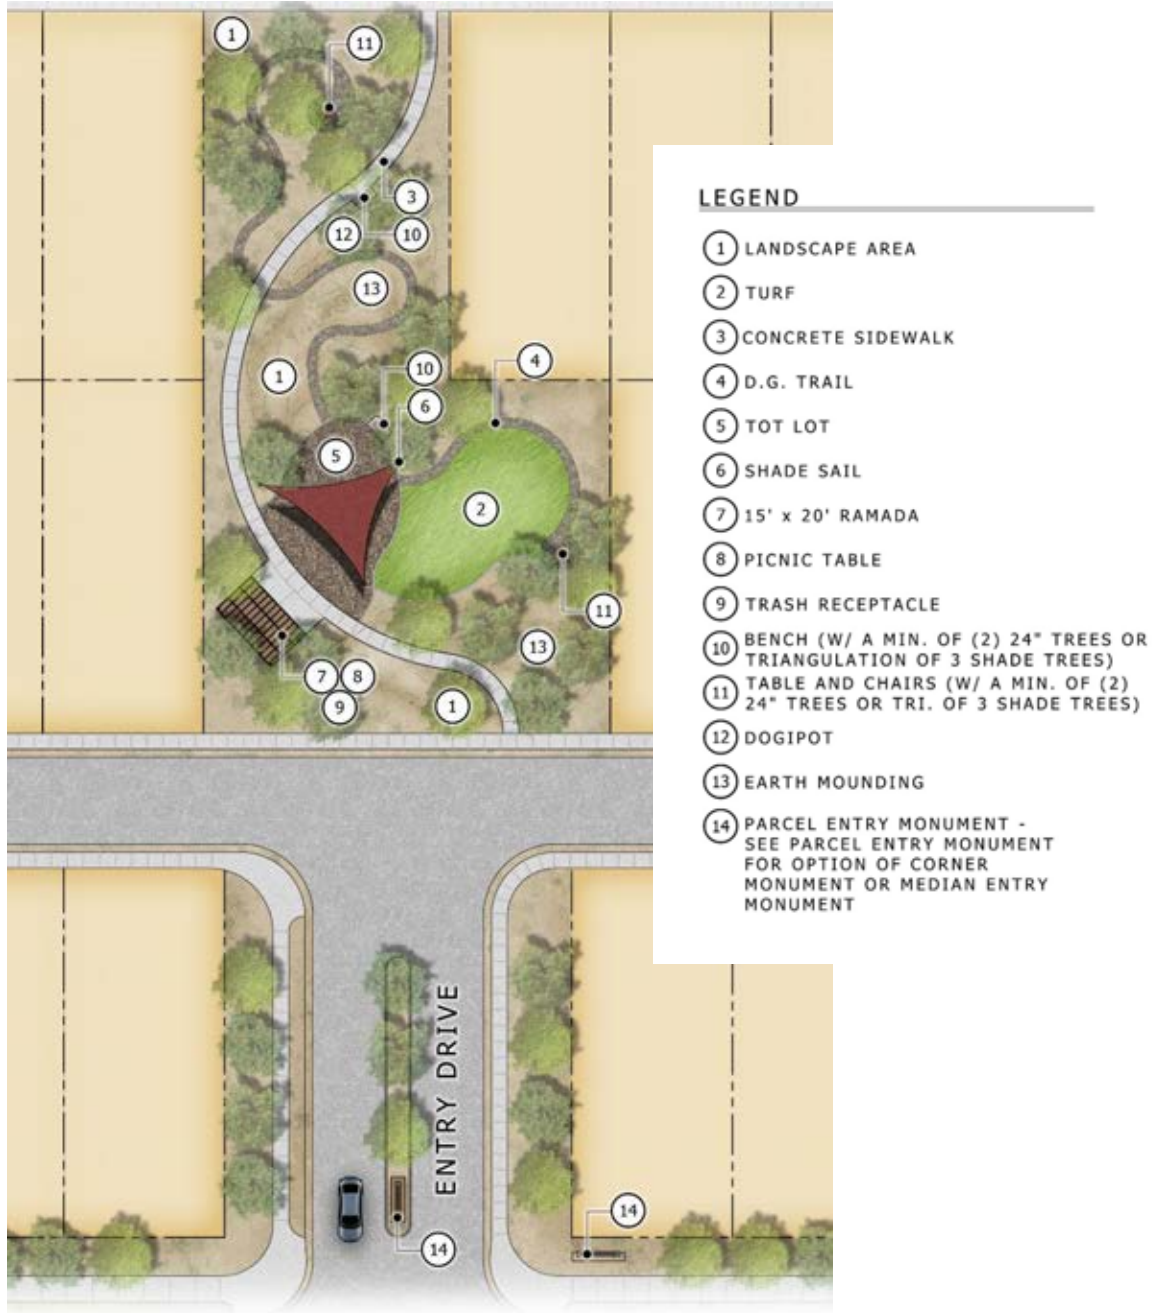 1
11
3
12
10
13
1
10
4
6
5
2
11
13
7
8
9
1
ENTRY DRIVE
14
14
LEGEND
1 LANDSCAPE AREA
2 TURF
3 CONCRETE SIDEWALK
4 D.G. TRAIL
5 TOT LOT
6 SHADE SAIL
7 15' x 20' RAMADA
8 PICNIC TABLE
9 TRASH RECEPTACLE
10 BENCH (W/ A MIN. OF (2) 24" TREES OR
TRIANGULATION OF 3 SHADE TREES)
11 TABLE AND CHAIRS (W/ A MIN. OF (2)
24" TREES OR TRI. OF 3 SHADE TREES)
12 DOGIPOT
13 EARTH MOUNDING
14 PARCEL ENTRY MONUMENT -
SEE PARCEL ENTRY MONUMENT
FOR OPTION OF CORNER
MONUMENT OR MEDIAN ENTRY
MONUMENT